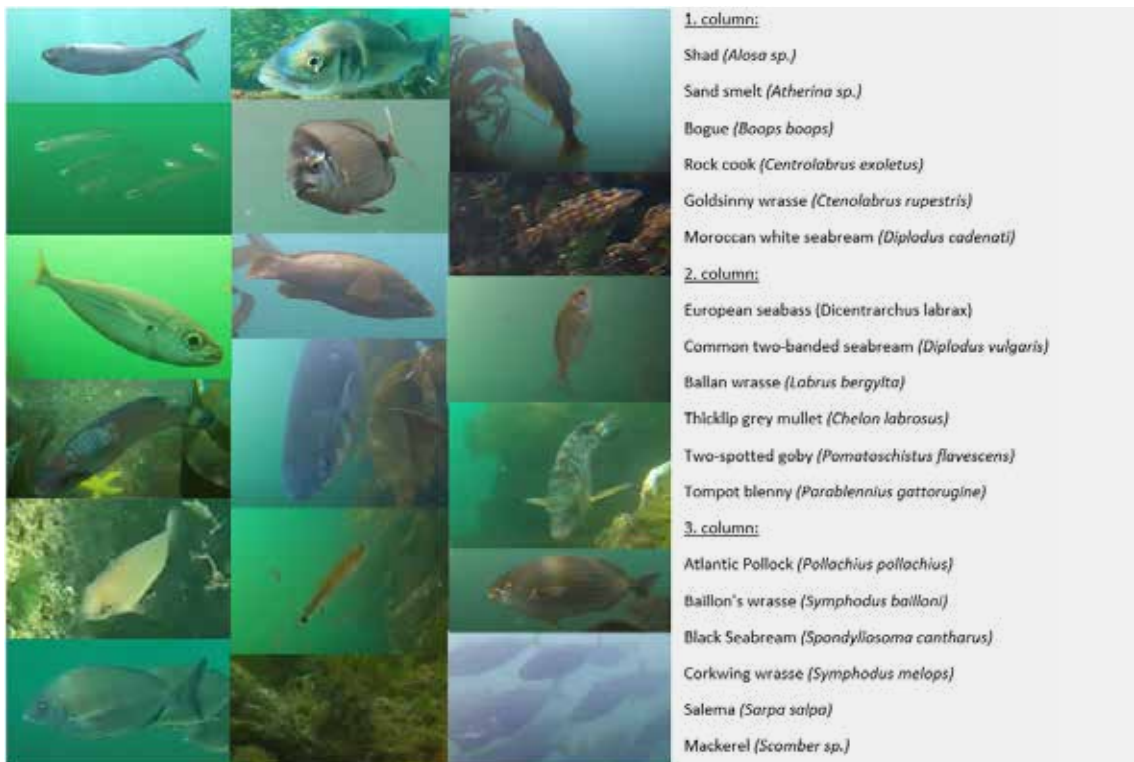 1. column:
Shad (Alosa sp.)
Sand smelt (Atherina sp.)
Bogue (Boops boops)
Rock cook (Centrolabrus exoletus)
Goldsinny wrasse (Ctenolabrus rupestris)
Moroccan white seabream (Diplodus cadenati)
2. column:
European seabass (Dicentrarchus labrax)
Common two-banded seabream (Diplodus vulgaris)
Ballan wrasse (Labrus bergylta)
Thicklip grey mullet (Chelon labrosus)
Two-spotted goby (Pomatoschistus flavescens)
Tompot blenny (Parablennius gattorugine)
3. column:
Atlantic Pollock (Pollachius pollachius)
Baillon's wrasse (Symphodus bailloni)
Black Seabream (Spondyliosoma cantharus)
Corkwing wrasse (Symphodus melops)
Salema (Sarpa salpa)
Mackerel (Scomber sp.)